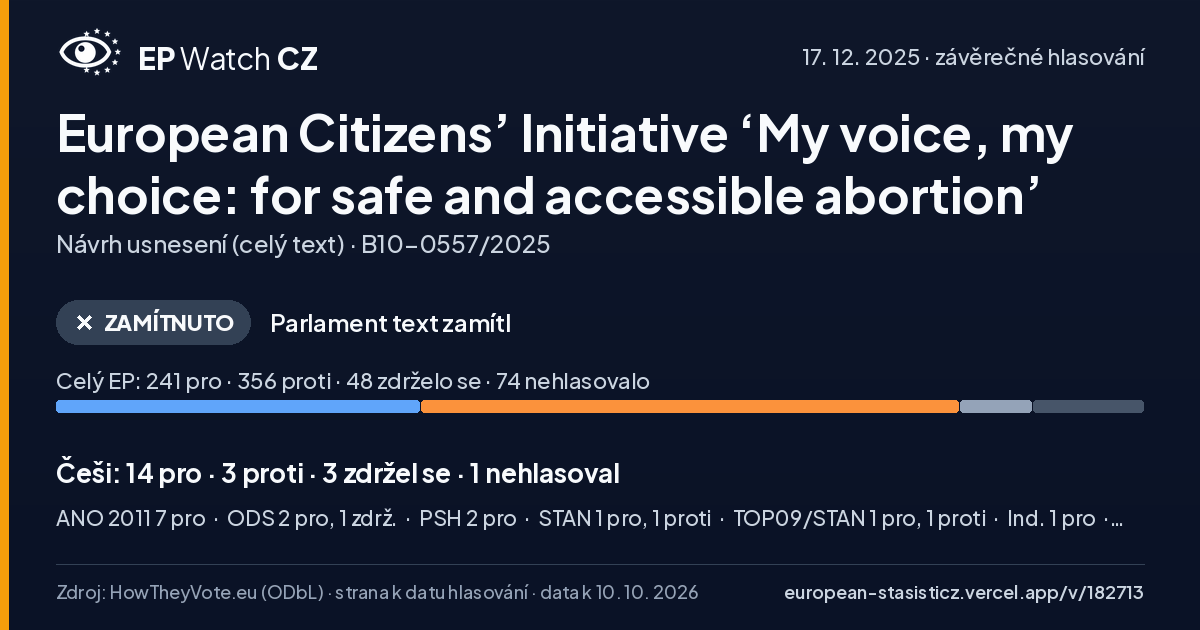 EP Watch CZ
17. 12. 2025 · závěrečné hlasování
European Citizens’ Initiative ‘My voice, my
choice: for safe and accessible abortion’
Návrh usnesení (celý text) · B10-0557/2025
✕ ZAMÍTNUTO Parlament text zamítl
Celý EP: 241 pro · 356 proti · 48 zdrželo se · 74 nehlasovalo
Češi: 14 pro · 3 proti · 3 zdržel se · 1 nehlasoval
ANO 2011 7 pro · ODS 2 pro, 1 zdrž. · PSH 2 pro · STAN 1 pro, 1 proti · TOP09/STAN 1 pro, 1 proti · Ind. 1 pro ·…
Zdroj: HowTheyVote.eu (ODbL) · strana k datu hlasování · data k 10. 10. 2026
european-stasisticz.vercel.app/v/182713